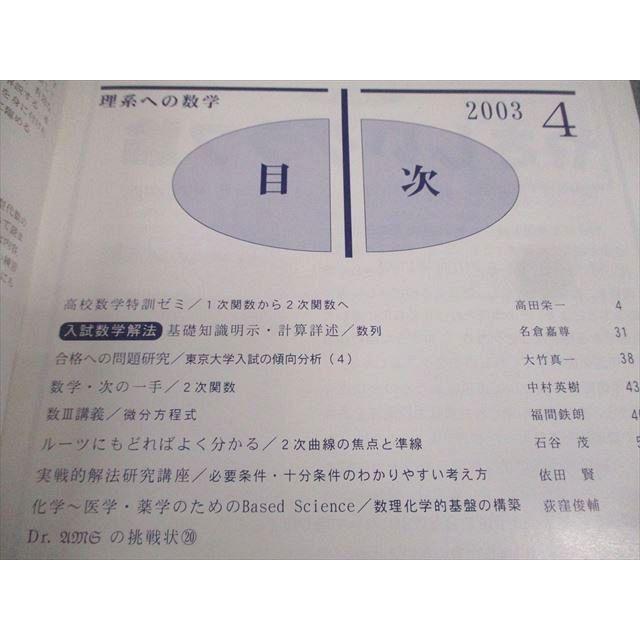 理系への数学
2003 4
目 次
高校数学特訓ゼミ/1次関数から2次関数へ 高田栄一 4
入試数学解法 基礎知識明示・計算詳述/数列 名倉嘉尊 31
合格への問題研究/東京大学入試の傾向分析(4) 大竹真一 38
数学・次の一手/2次関数 中村英樹 43
数Ⅲ講義/微分方程式 福間鉄朗
ルーツにもどればよく分かる/2次曲線の焦点と準線 石谷 茂
実戦的解法研究講座/必要条件・十分条件のわかりやすい考え方 依田 賢
化学~医学・薬学のためのBased Science/数理化学的基盤の構築 荻窪俊輔
Dr. 𝔄𝔐𝔖 の挑戦状⑳